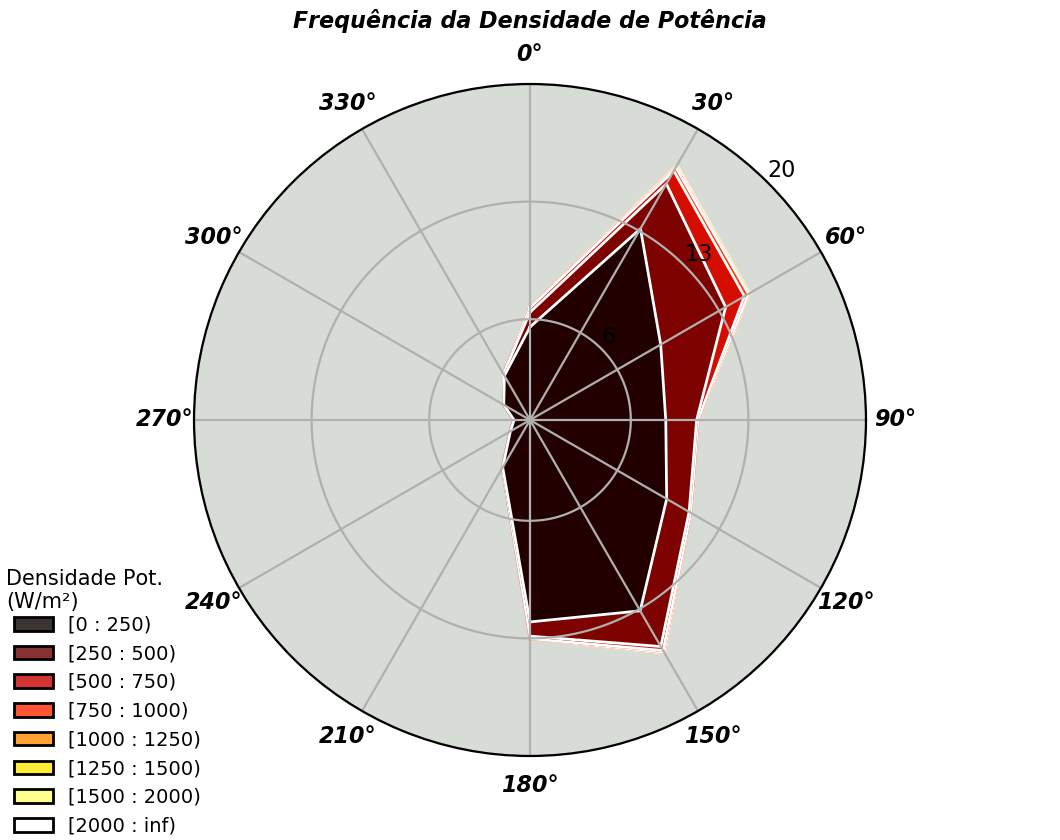 Frequência da Densidade de Potência
0°
330°
30°
20
300°
60°
13
6
270°
90°
240°
120°
210°
150°
180°
Densidade Pot.
(W/m²)
[0 : 250)
[250 : 500)
[500 : 750)
[750 : 1000)
[1000 : 1250)
[1250 : 1500)
[1500 : 2000)
[2000 : inf)